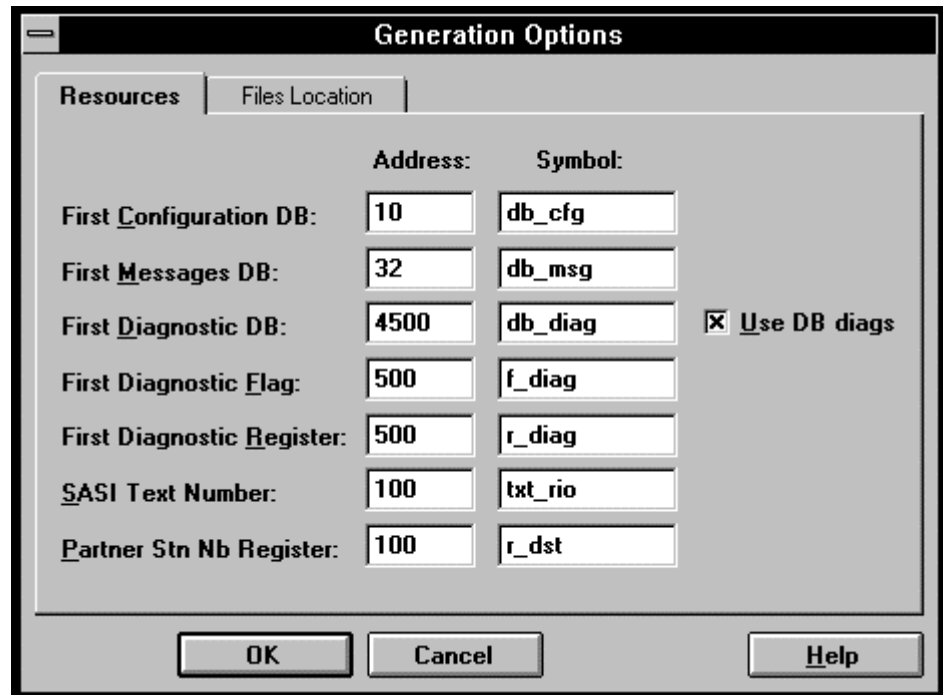 Generation Options
Resources Files Location
Address: Symbol:
First Configuration DB: 10 db_cfg
First Messages DB: 32 db_msg
First Diagnostic DB: 4500 db_diag Use DB diags
First Diagnostic Flag: 500 f_diag
First Diagnostic Register: 500 r_diag
SASI Text Number: 100 txt_rio
Partner Stn Nb Register: 100 r_dst
OK Cancel Help